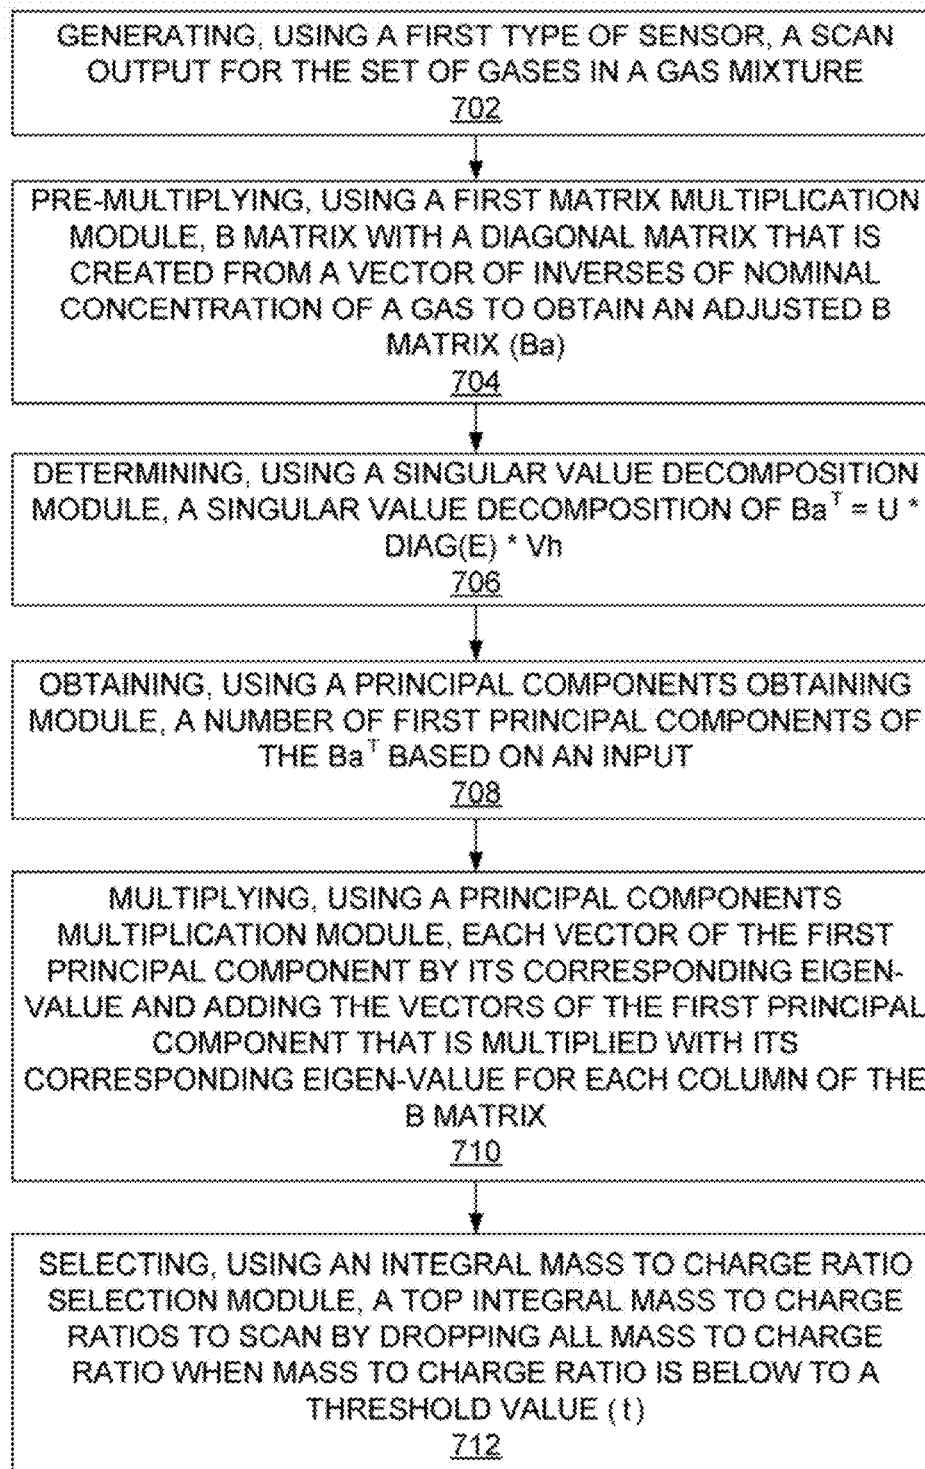 GENERATING, USING A FIRST TYPE OF SENSOR, A SCAN
OUTPUT FOR THE SET OF GASES IN A GAS MIXTURE
702
PRE-MULTIPLYING, USING A FIRST MATRIX MULTIPLICATION
MODULE, B MATRIX WITH A DIAGONAL MATRIX THAT IS
CREATED FROM A VECTOR OF INVERSES OF NOMINAL
CONCENTRATION OF A GAS TO OBTAIN AN ADJUSTED B
MATRIX (Ba)
704
DETERMINING, USING A SINGULAR VALUE DECOMPOSITION
MODULE, A SINGULAR VALUE DECOMPOSITION OF Baᵀ = U *
DIAG(E) * Vh
706
OBTAINING, USING A PRINCIPAL COMPONENTS OBTAINING
MODULE, A NUMBER OF FIRST PRINCIPAL COMPONENTS OF
THE Baᵀ BASED ON AN INPUT
708
MULTIPLYING, USING A PRINCIPAL COMPONENTS
MULTIPLICATION MODULE, EACH VECTOR OF THE FIRST
PRINCIPAL COMPONENT BY ITS CORRESPONDING EIGEN-
VALUE AND ADDING THE VECTORS OF THE FIRST PRINCIPAL
COMPONENT THAT IS MULTIPLIED WITH ITS
CORRESPONDING EIGEN-VALUE FOR EACH COLUMN OF THE
B MATRIX
710
SELECTING, USING AN INTEGRAL MASS TO CHARGE RATIO
SELECTION MODULE, A TOP INTEGRAL MASS TO CHARGE
RATIOS TO SCAN BY DROPPING ALL MASS TO CHARGE
RATIO WHEN MASS TO CHARGE RATIO IS BELOW TO A
THRESHOLD VALUE (t)
712